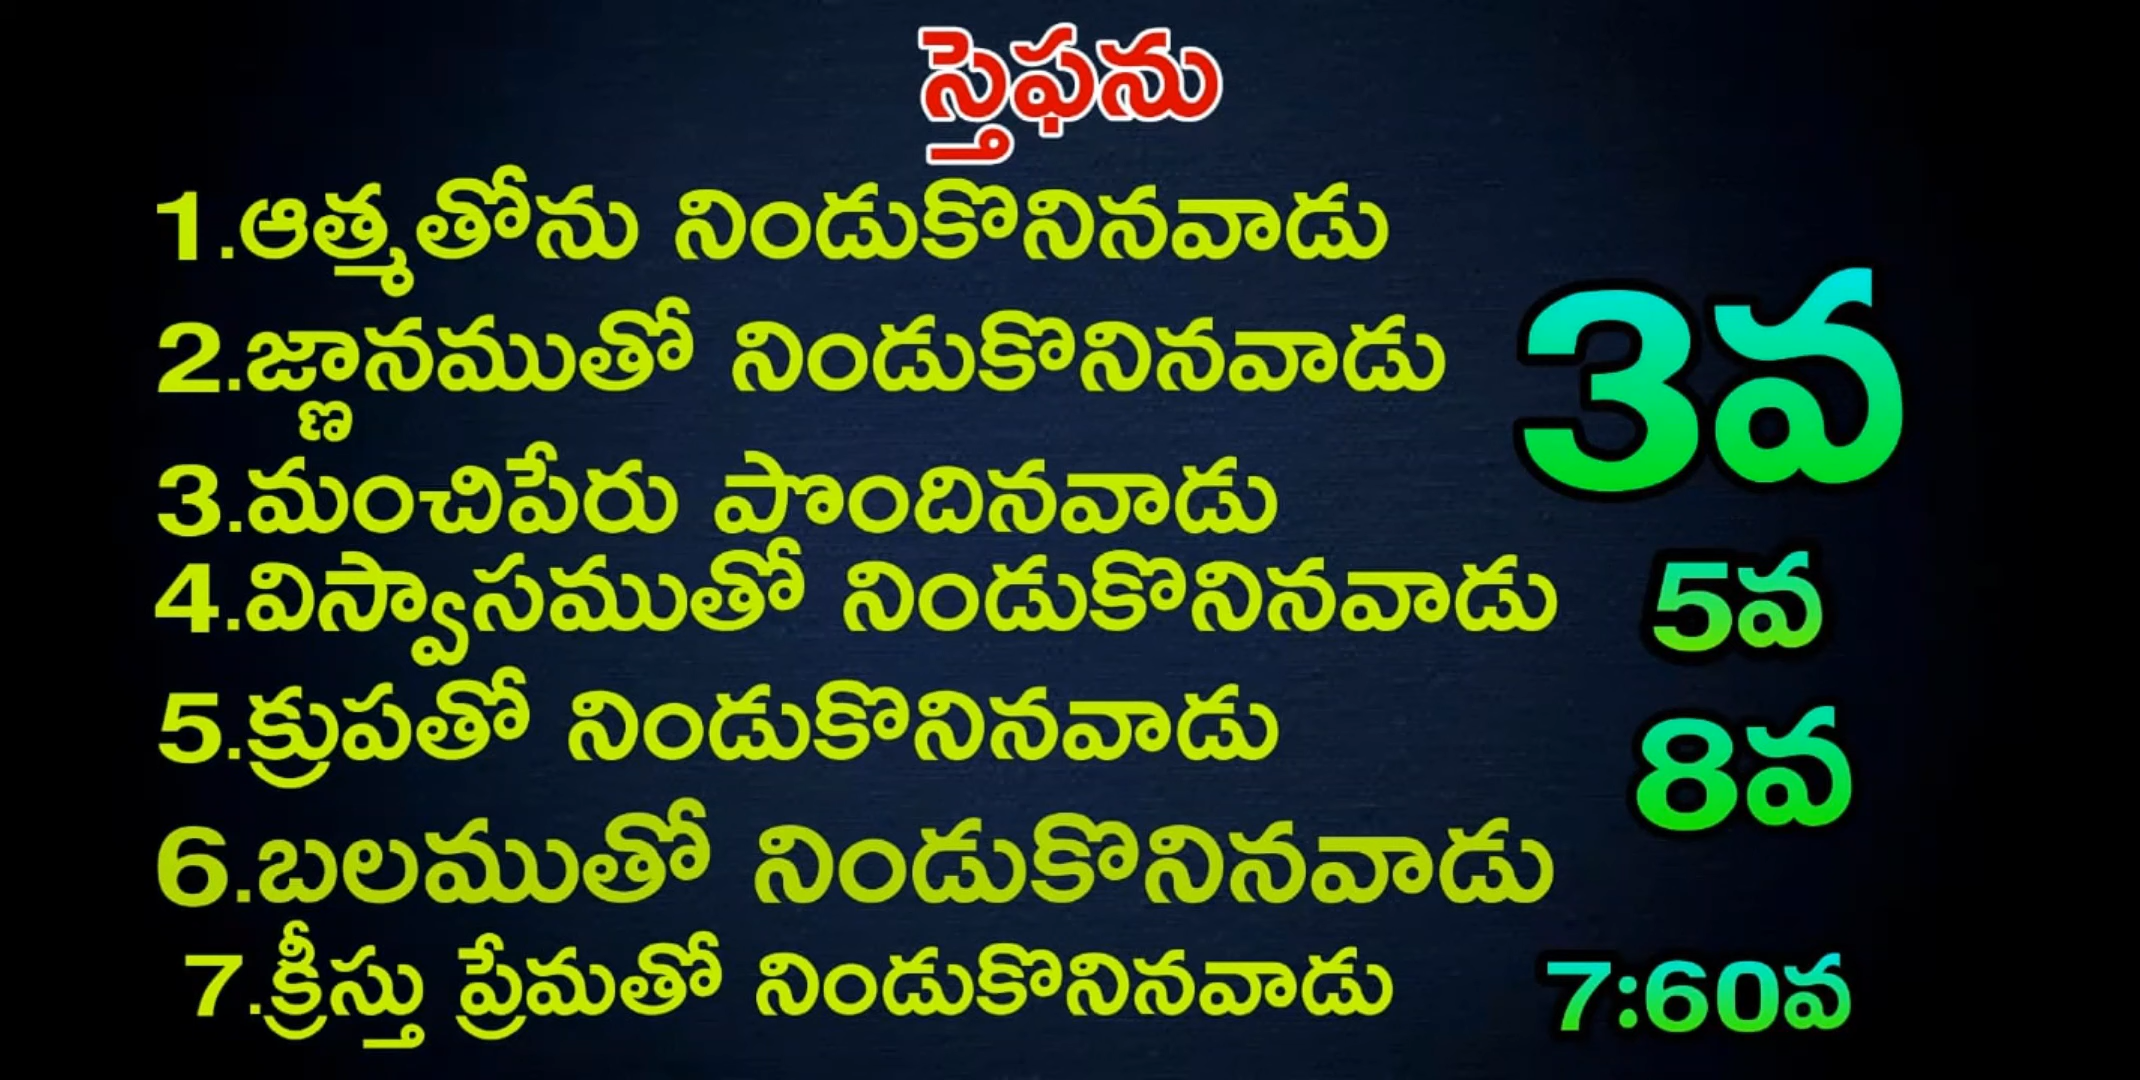 స్తెఫను
1.ఆత్మతోను నిండుకొనినవాడు
2.జ్ణానముతో నిండుకొనినవాడు
3వ
3.మంచిపేరు పొందినవాడు
4.విస్వాసముతో నిండుకొనినవాడు 5వ
5.క్రుపతో నిండుకొనినవాడు
8వ
6.బలముతో నిండుకొనినవాడు
7.క్రీస్తు ప్రేమతో నిండుకొనినవాడు 7:60వ